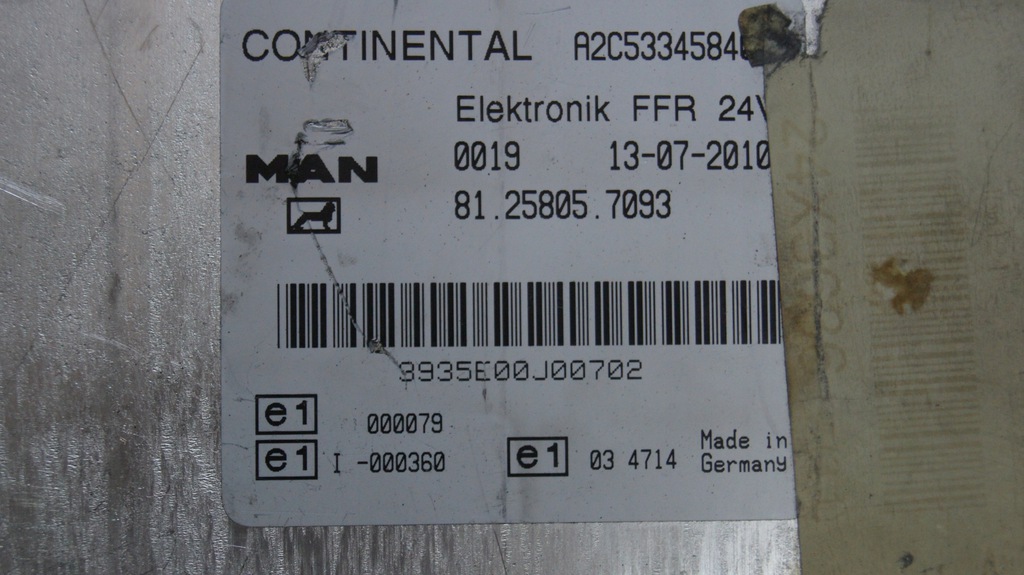 CONTINENTAL
Elektronik FFR 24V
MAN 0019 13-07-2010
81.25805.7093
3935E00J00702
e1 000079
e1 I -000360
e1 03 4714
Made in
Germany